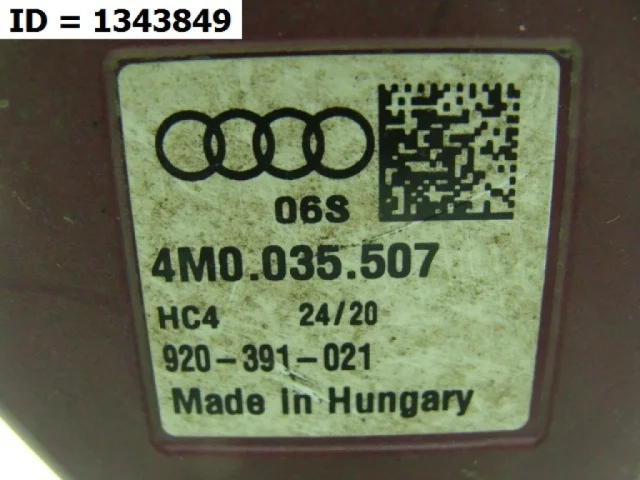 ID = 1343849
06S
4M0.035.507
HC4 24/20
920-391-021
Made In Hungary